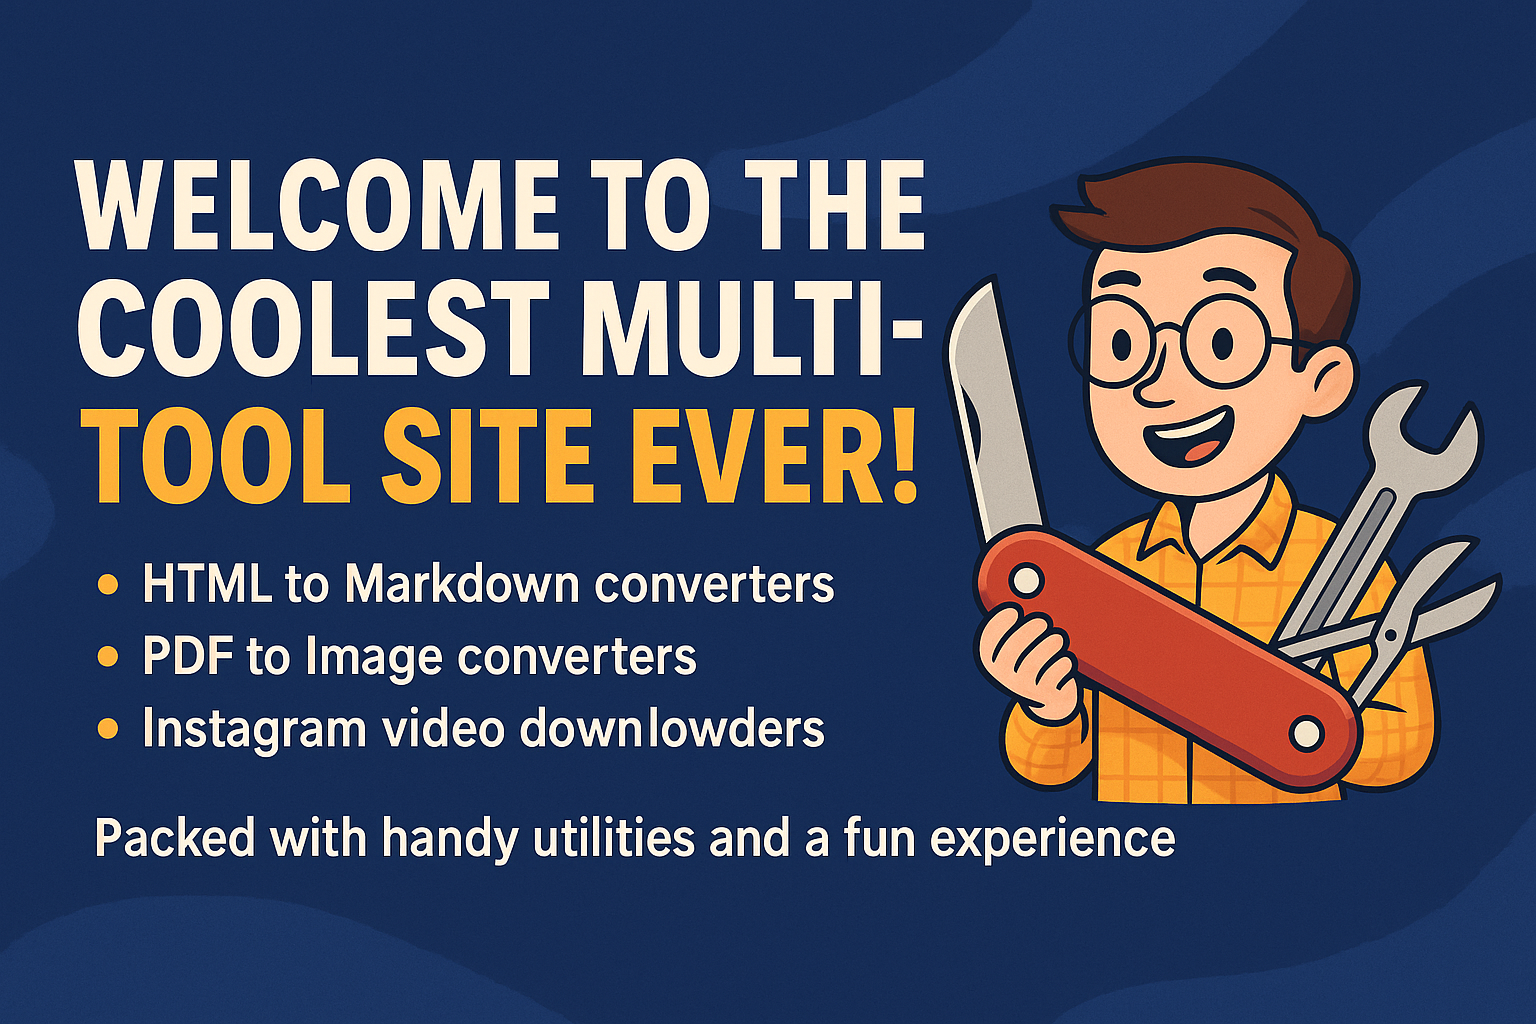 WELCOME TO THE
COOLEST MULTI-
TOOL SITE EVER!
• HTML to Markdown converters
• PDF to Image converters
• Instagram video downlowders
Packed with handy utilities and a fun experience